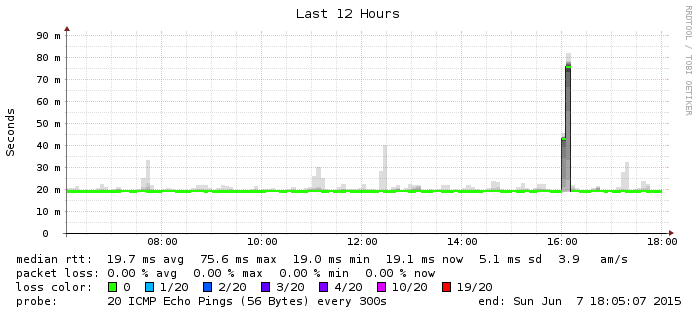 Last 12 Hours
RRDTOOL / TOBI OETIKER
Seconds
90 m
80 m
70 m
60 m
50 m
40 m
30 m
20 m
10 m
0
08:00 10:00 12:00 14:00 16:00 18:00
median rtt: 19.7 ms avg 75.6 ms max 19.0 ms min 19.1 ms now 5.1 ms sd 3.9 am/s
packet loss: 0.00 % avg 0.00 % max 0.00 % min 0.00 % now
loss color: 0 1/20 2/20 3/20 4/20 10/20 19/20
probe: 20 ICMP Echo Pings (56 Bytes) every 300s end: Sun Jun 7 18:05:07 2015